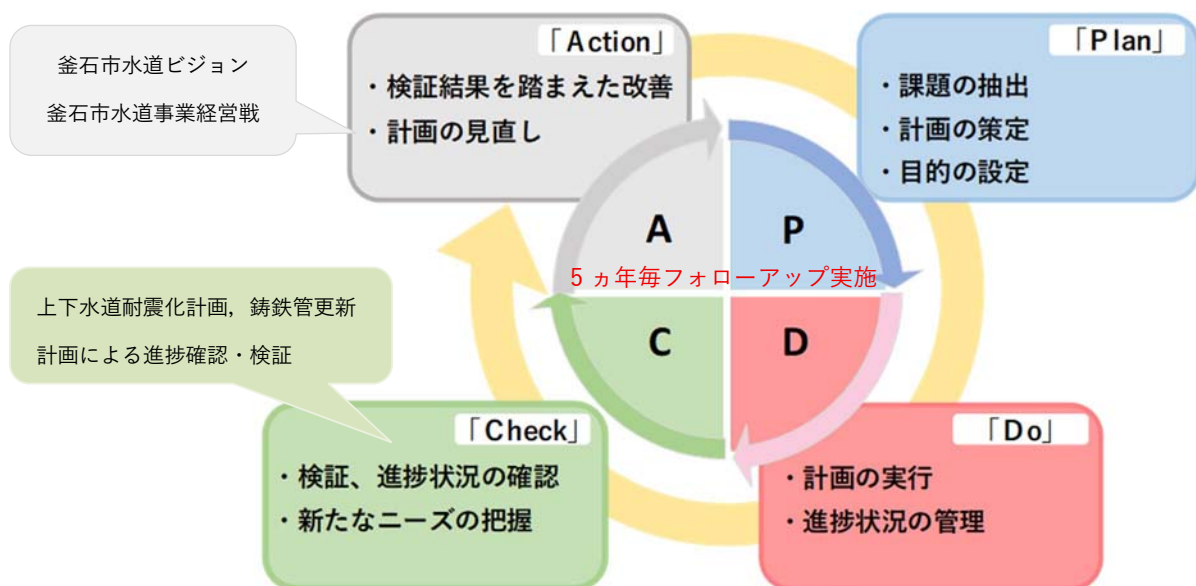 釜石市水道ビジョン
釜石市水道事業経営戦
「Action」
・検証結果を踏まえた改善
・計画の見直し
「Plan」
・課題の抽出
・計画の策定
・目的の設定
A
P
5 ヵ年毎フォローアップ実施
C
D
上下水道耐震化計画，鋳鉄管更新
計画による進捗確認・検証
「Check」
・検証、進捗状況の確認
・新たなニーズの把握
「Do」
・計画の実行
・進捗状況の管理